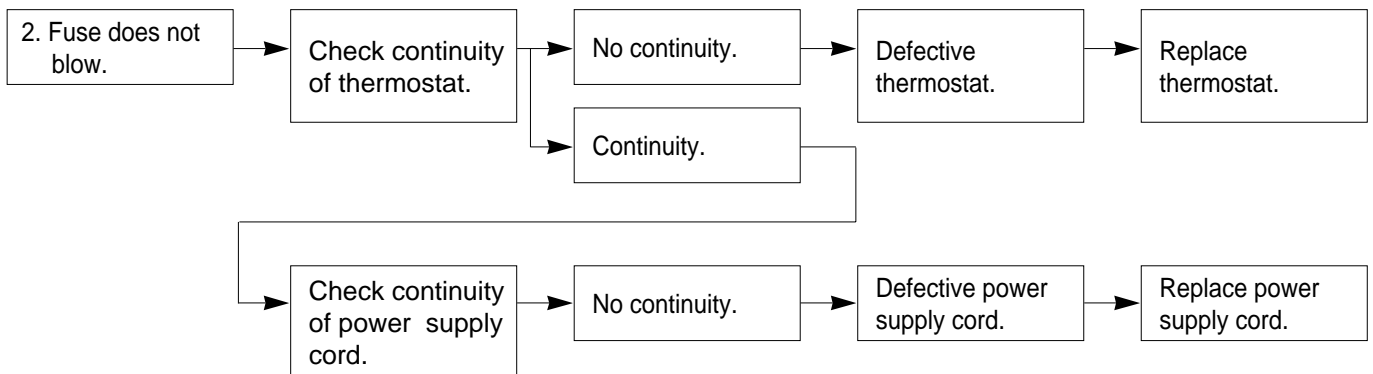 2. Fuse does not
blow.
Check continuity
of thermostat.
No continuity.
Defective
thermostat.
Replace
thermostat.
Continuity.
Check continuity
of power supply
cord.
No continuity.
Defective power
supply cord.
Replace power
supply cord.